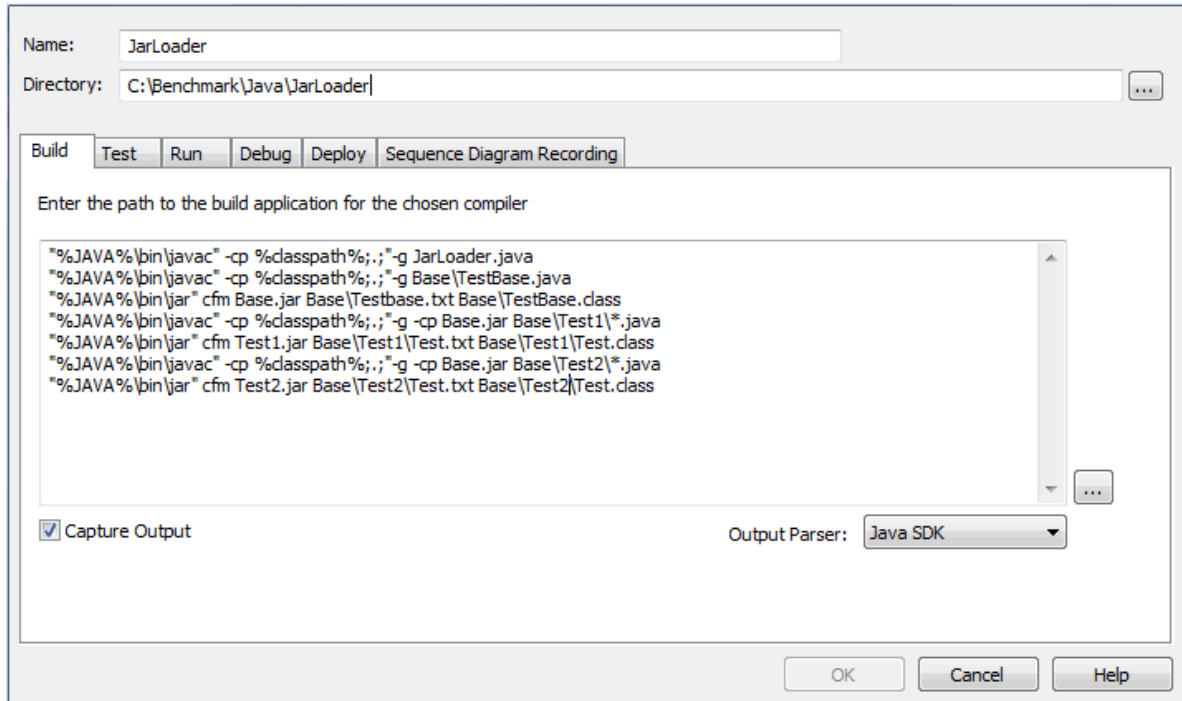 Name: JarLoader
Directory: C:\Benchmark\Java\JarLoader ...
Build Test Run Debug Deploy Sequence Diagram Recording
Enter the path to the build application for the chosen compiler
"%JAVA%\bin\javac" -cp %classpath%;.;"-g JarLoader.java
"%JAVA%\bin\javac" -cp %classpath%;.;"-g Base\TestBase.java
"%JAVA%\bin\jar" cfm Base.jar Base\Testbase.txt Base\TestBase.class
"%JAVA%\bin\javac" -cp %classpath%;.;"-g -cp Base.jar Base\Test1\*.java
"%JAVA%\bin\jar" cfm Test1.jar Base\Test1\Test.txt Base\Test1\Test.class
"%JAVA%\bin\javac" -cp %classpath%;.;"-g -cp Base.jar Base\Test2\*.java
"%JAVA%\bin\jar" cfm Test2.jar Base\Test2\Test.txt Base\Test2\Test.class
...
Capture Output Output Parser: Java SDK
OK Cancel Help